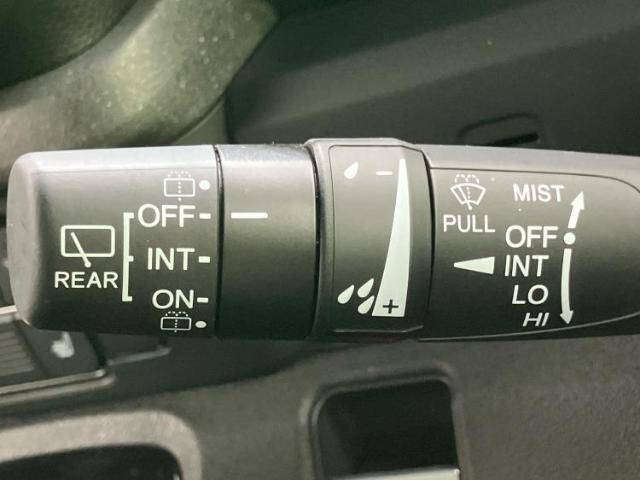 REAR
OFF
INT
ON
-
+
PULL
MIST
OFF
INT
LO
HI